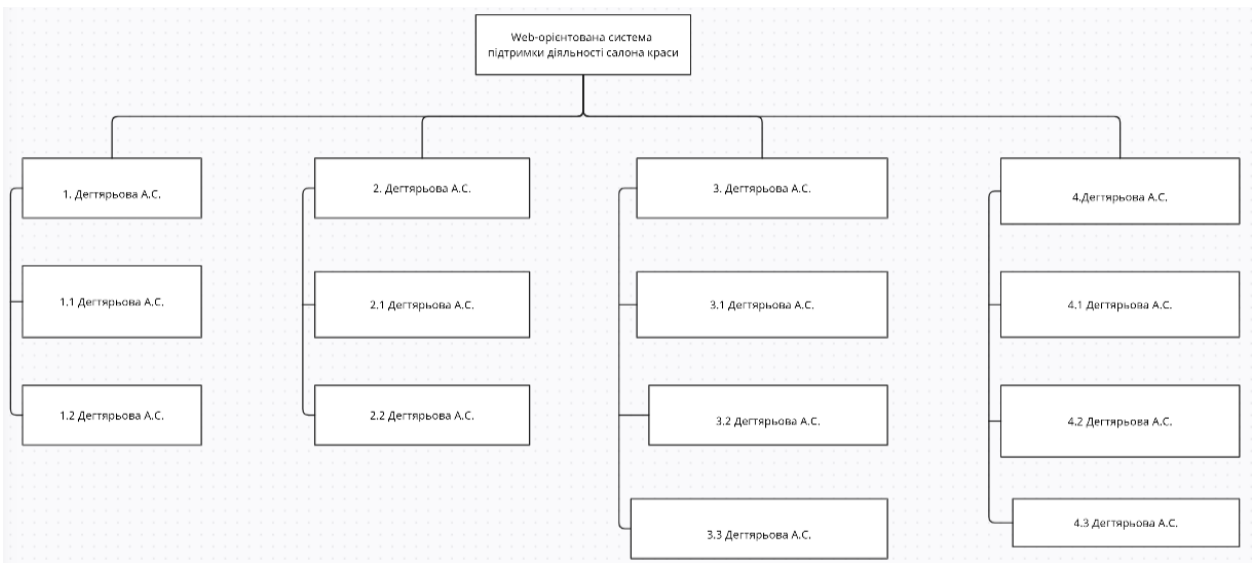 Web-орієнтована система
підтримки діяльності салона краси
1. Дегтярьова А.С.
2. Дегтярьова А.С.
3. Дегтярьова А.С.
4.Дегтярьова А.С.
1.1 Дегтярьова А.С.
2.1 Дегтярьова А.С.
3.1 Дегтярьова А.С.
4.1 Дегтярьова А.С.
1.2 Дегтярьова А.С.
2.2 Дегтярьова А.С.
3.2 Дегтярьова А.С.
4.2 Дегтярьова А.С.
3.3 Дегтярьова А.С.
4.3 Дегтярьова А.С.